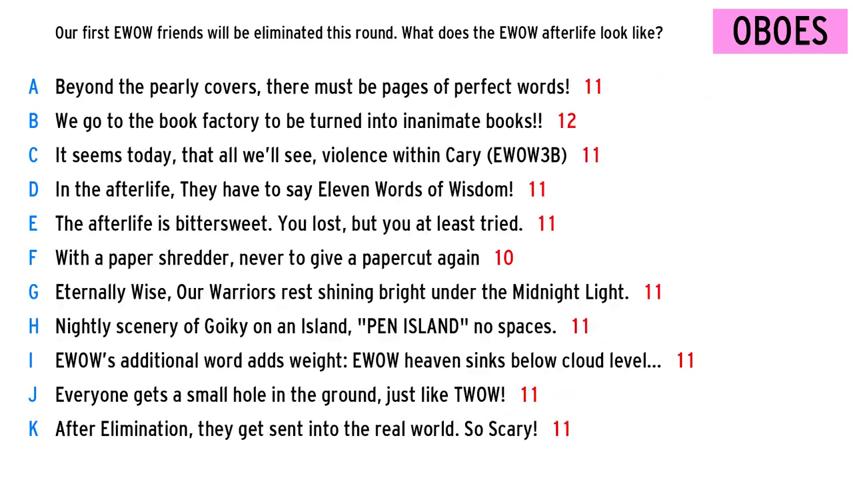 Our first EWOW friends will be eliminated this round. What does the EWOW afterlife look like?
OBOES
A Beyond the pearly covers, there must be pages of perfect words! 11
B We go to the book factory to be turned into inanimate books!! 12
C It seems today, that all we'll see, violence within Cary (EWOW3B) 11
D In the afterlife, They have to say Eleven Words of Wisdom! 11
E The afterlife is bittersweet. You lost, but you at least tried. 11
F With a paper shredder, never to give a papercut again 10
G Eternally Wise, Our Warriors rest shining bright under the Midnight Light. 11
H Nightly scenery of Goiky on an Island, "PEN ISLAND" no spaces. 11
I EWOW's additional word adds weight: EWOW heaven sinks below cloud level... 11
J Everyone gets a small hole in the ground, just like TWOW! 11
K After Elimination, they get sent into the real world. So Scary! 11